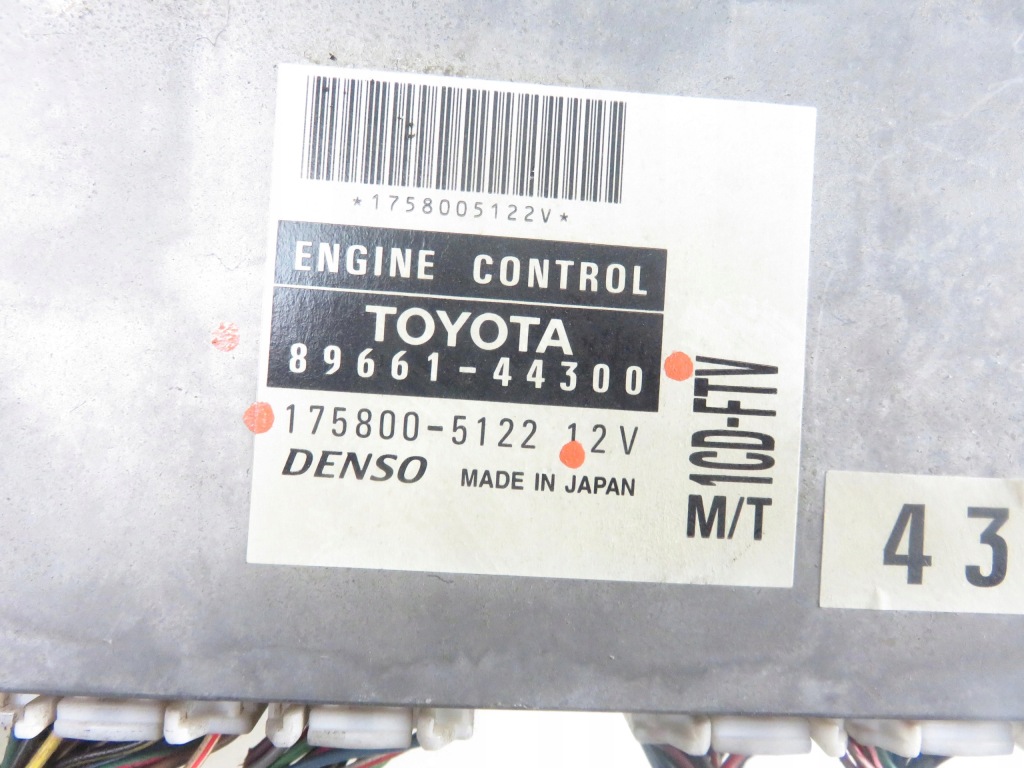 *1758005122V*
ENGINE CONTROL
TOYOTA
89661-44300
175800-5122 12V
DENSO MADE IN JAPAN
1CD-FTV
M/T
43